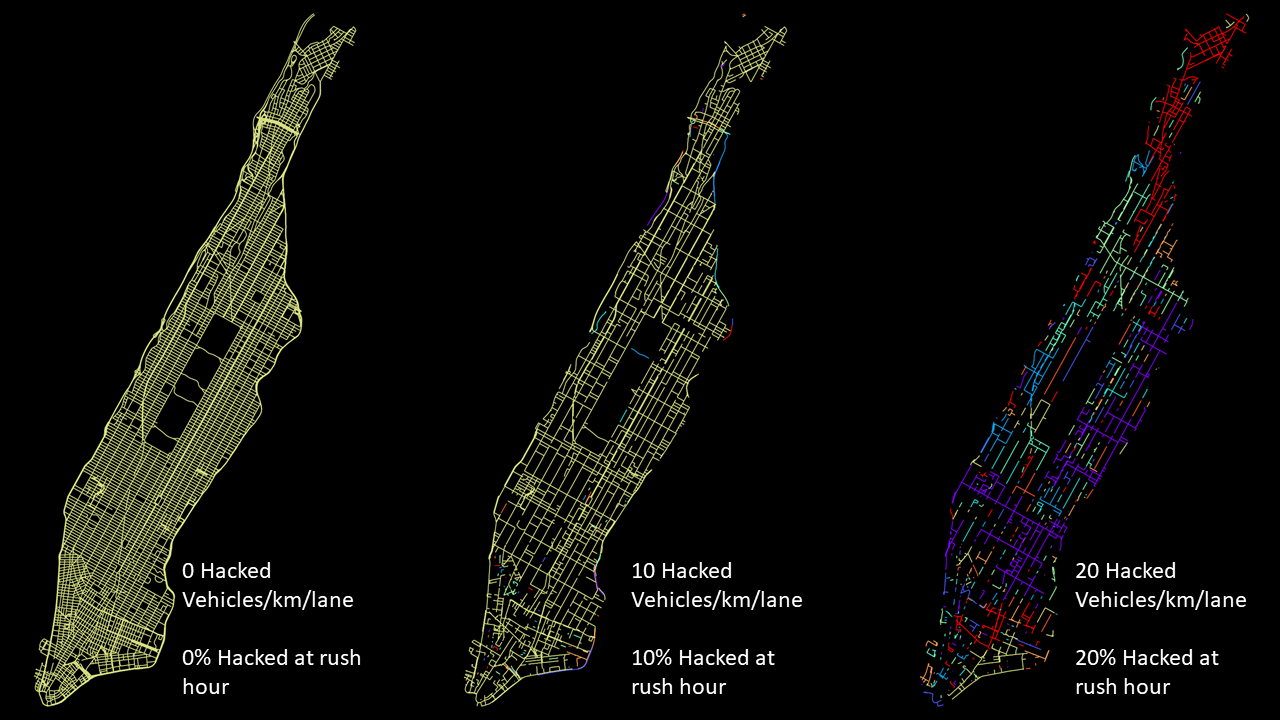 0 Hacked
Vehicles/km/lane
0% Hacked at rush
hour
10 Hacked
Vehicles/km/lane
10% Hacked at
rush hour
20 Hacked
Vehicles/km/lane
20% Hacked at
rush hour